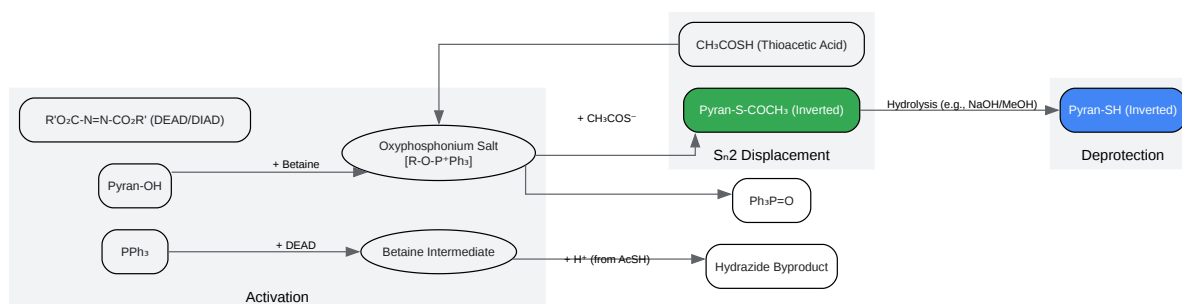 CH₃COSH (Thioacetic Acid)
R'O₂C-N=N-CO₂R' (DEAD/DIAD)
Pyran-S-COCH₃ (Inverted)
Hydrolysis (e.g., NaOH/MeOH)
Pyran-SH (Inverted)
+ CH₃COS⁻
Oxyphosphonium Salt
[R-O-P⁺Ph₃]
Sₙ2 Displacement
Deprotection
+ Betaine
Pyran-OH
Ph₃P=O
PPh₃
+ DEAD
Betaine Intermediate
+ H⁺ (from AcSH)
Hydrazide Byproduct
Activation